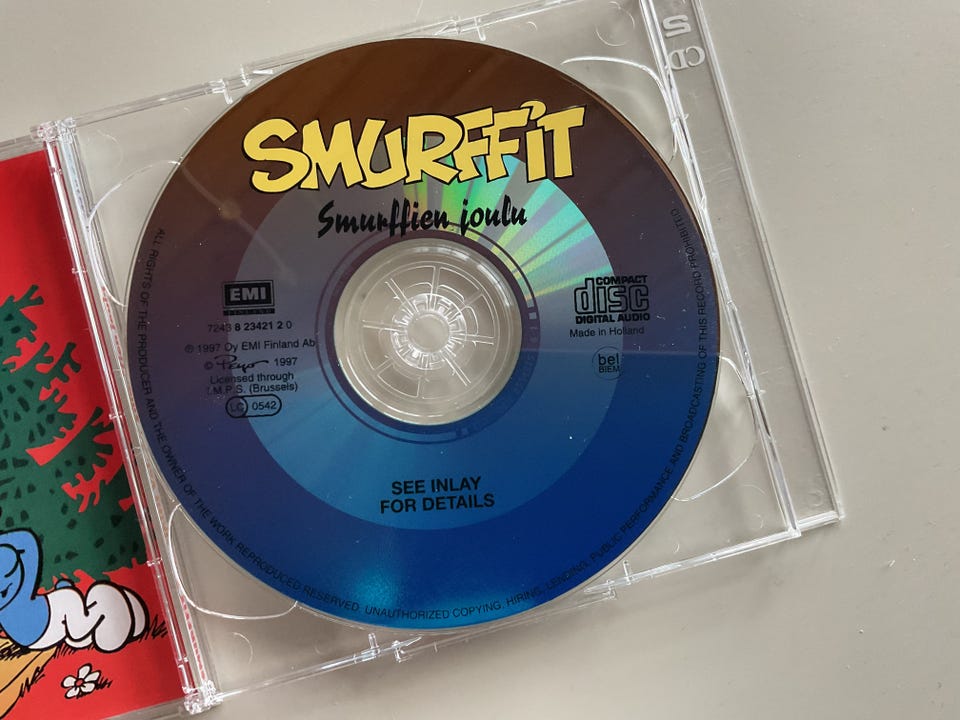 2 CD
SMURFFIT
Smurffien joulu
EMI
FINLAND
7243 8 23421 2 0
℗ 1997 Oy EMI Finland Ab
© Peyo 1997
Licensed through
I.M.P.S. (Brussels)
LC 0542
COMPACT
disc
DIGITAL AUDIO
Made in Holland
bel
BIEM
SEE INLAY
FOR DETAILS
ALL RIGHTS OF THE PRODUCER AND THE OWNER OF THE WORK REPRODUCED RESERVED. UNAUTHORIZED COPYING, HIRING, LENDING, PUBLIC PERFORMANCE AND BROADCASTING OF THIS RECORD PROHIBITED